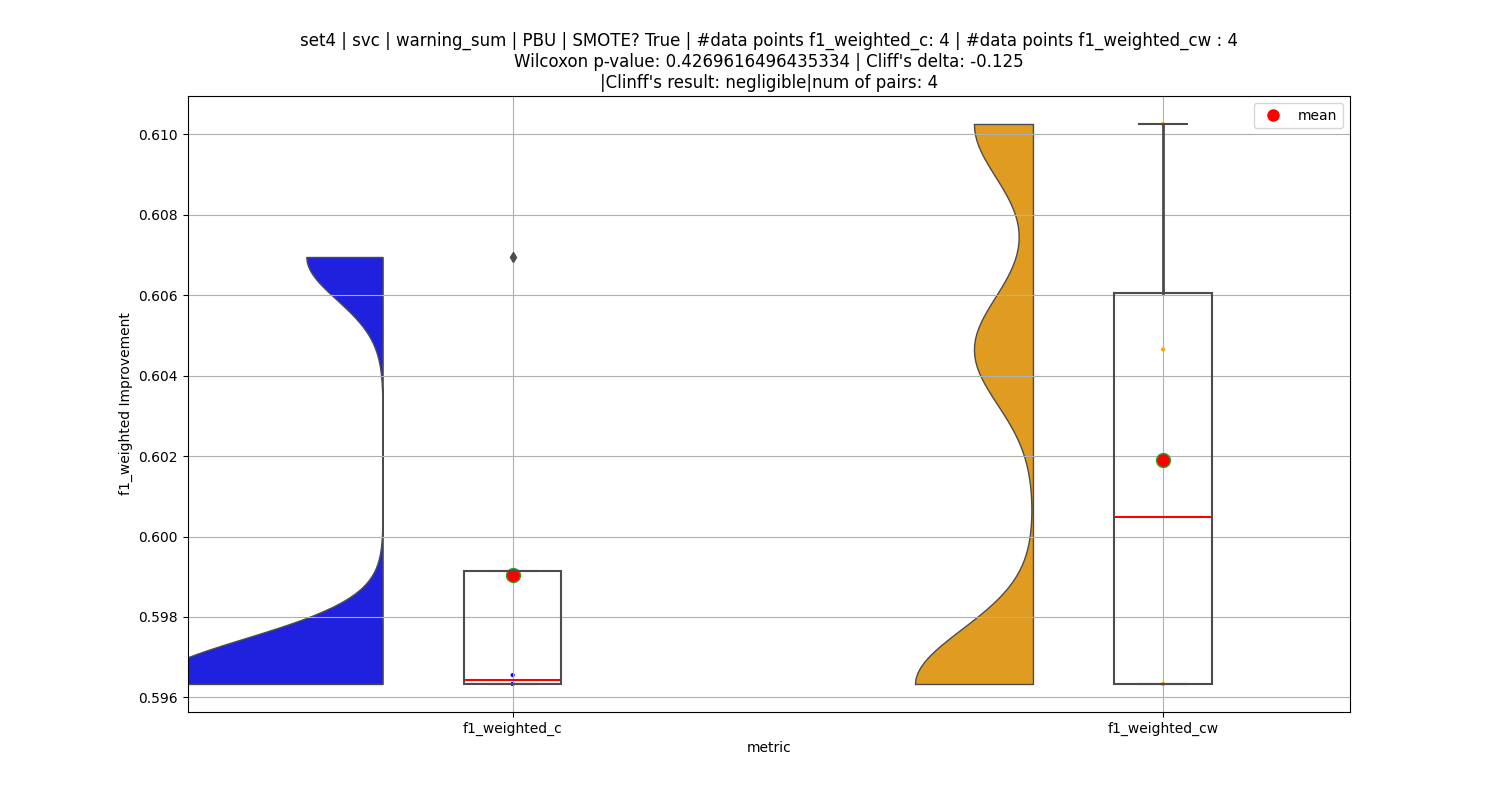 set4 | svc | warning_sum | PBU | SMOTE? True | #data points f1_weighted_c: 4 | #data points f1_weighted_cw : 4
Wilcoxon p-value: 0.4269616496435334 | Cliff's delta: -0.125
|Clinff's result: negligible|num of pairs: 4
mean
0.610
0.608
0.606
0.604
0.602
0.600
0.598
0.596
f1_weighted Improvement
f1_weighted_c
f1_weighted_cw
metric